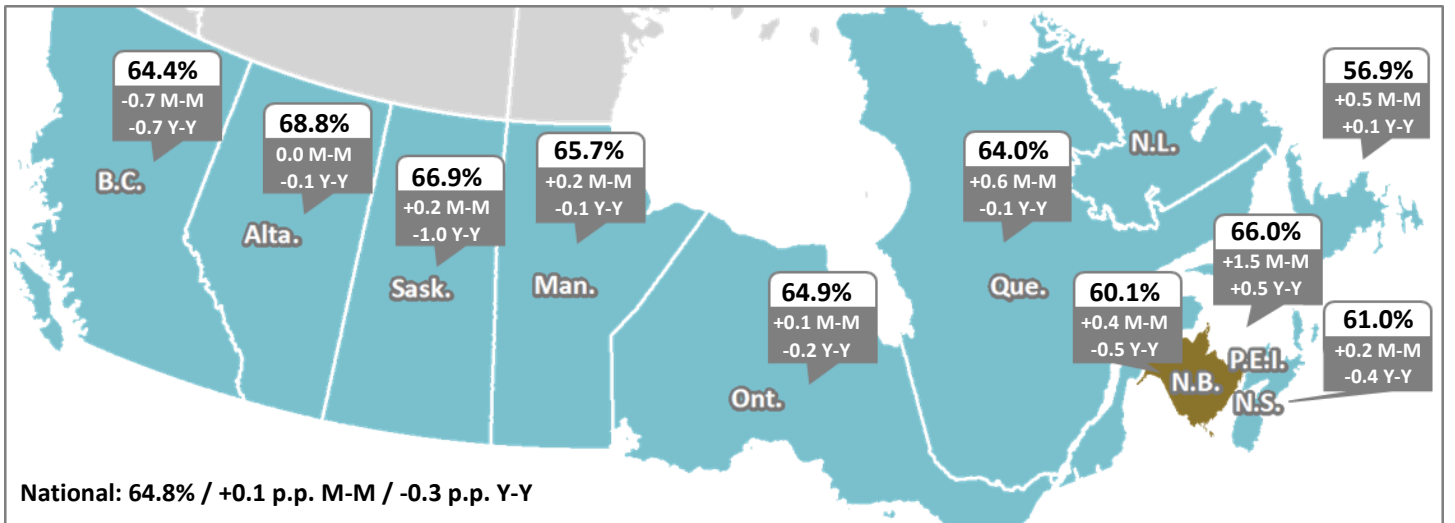 64.4%
-0.7 M-M
-0.7 Y-Y
B.C.
68.8%
0.0 M-M
-0.1 Y-Y
Alta.
66.9%
+0.2 M-M
-1.0 Y-Y
Sask.
65.7%
+0.2 M-M
-0.1 Y-Y
Man.
64.9%
+0.1 M-M
-0.2 Y-Y
Ont.
64.0%
+0.6 M-M
-0.1 Y-Y
Que.
56.9%
+0.5 M-M
+0.1 Y-Y
N.L.
60.1%
+0.4 M-M
-0.5 Y-Y
N.B.
66.0%
+1.5 M-M
+0.5 Y-Y
P.E.I.
61.0%
+0.2 M-M
-0.4 Y-Y
N.S.
National: 64.8% / +0.1 p.p. M-M / -0.3 p.p. Y-Y